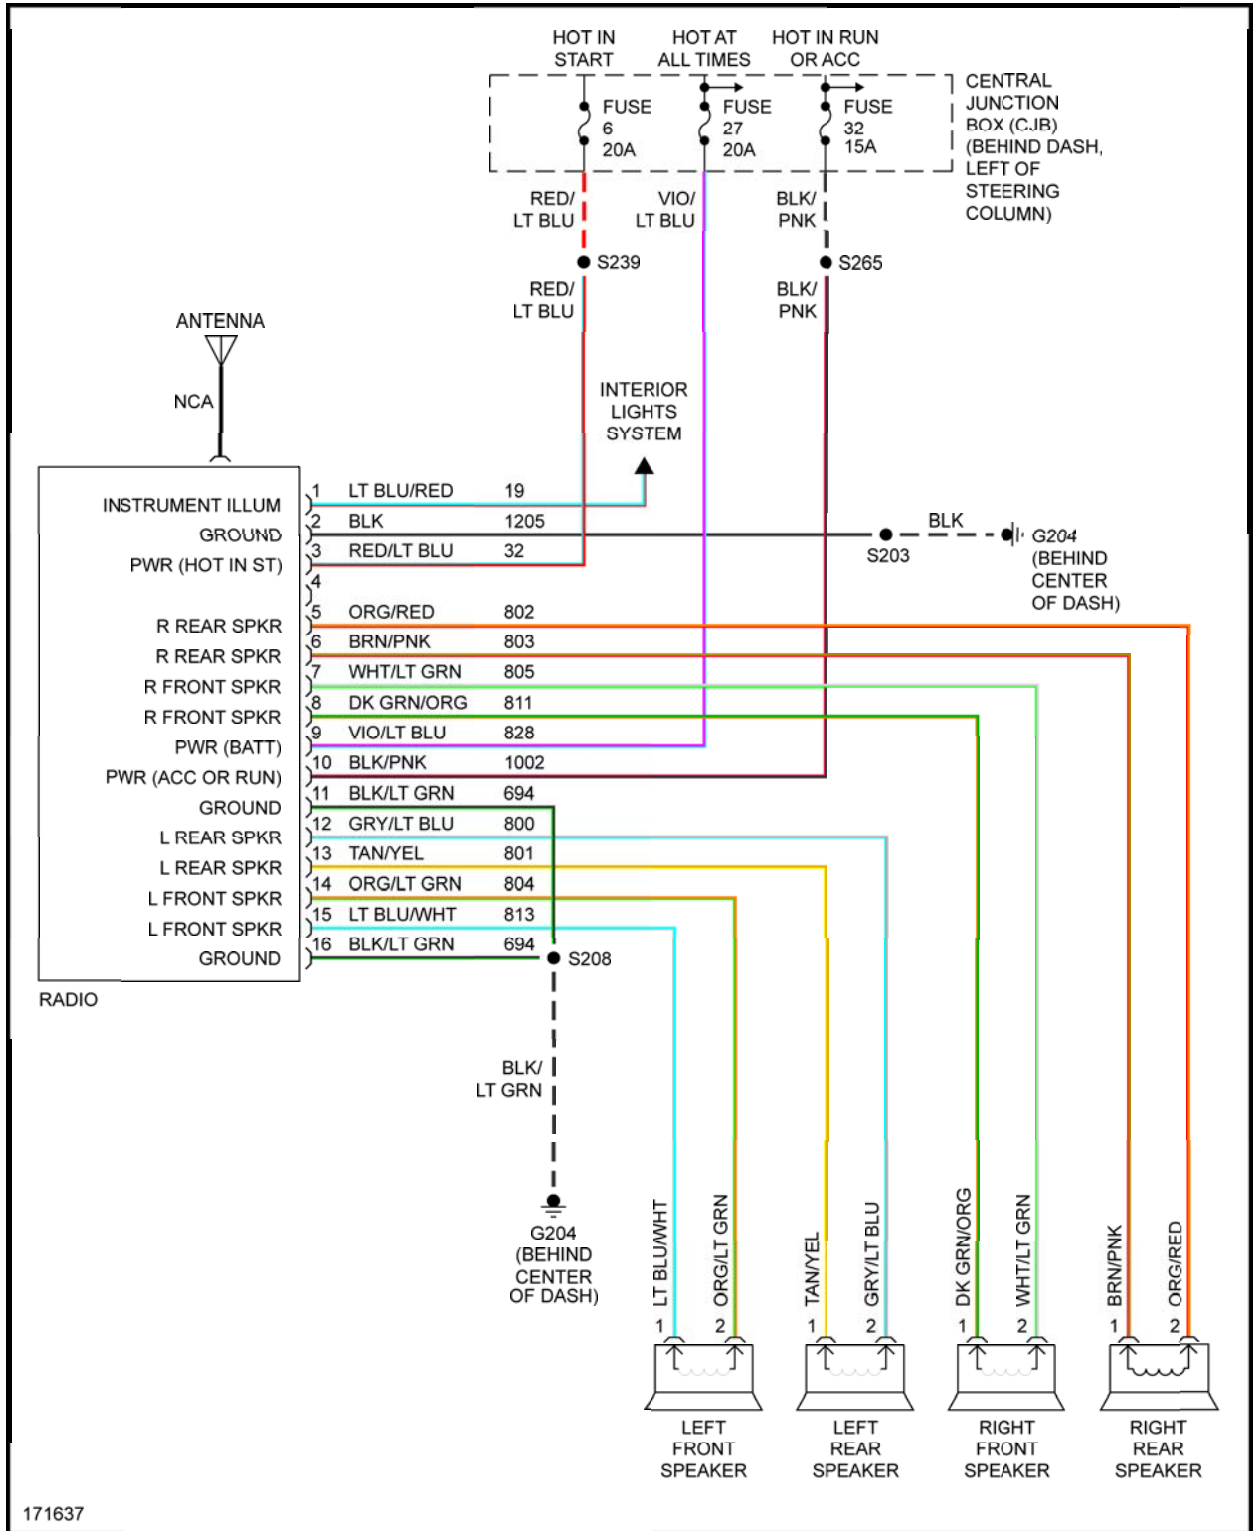 HOT IN
START
HOT AT
ALL TIMES
HOT IN RUN
OR ACC
FUSE
6
20A
FUSE
27
20A
FUSE
32
15A
CENTRAL
JUNCTION
BOX (CJB)
(BEHIND DASH,
LEFT OF
STEERING
COLUMN)
RED/
LT BLU
VIO/
LT BLU
BLK/
PNK
S239
S265
RED/
LT BLU
BLK/
PNK
ANTENNA
NCA
INTERIOR
LIGHTS
SYSTEM
INSTRUMENT ILLUM 1 LT BLU/RED 19
GROUND 2 BLK 1205
PWR (HOT IN ST) 3 RED/LT BLU 32
4
R REAR SPKR 5 ORG/RED 802
R REAR SPKR 6 BRN/PNK 803
R FRONT SPKR 7 WHT/LT GRN 805
R FRONT SPKR 8 DK GRN/ORG 811
PWR (BATT) 9 VIO/LT BLU 828
PWR (ACC OR RUN) 10 BLK/PNK 1002
GROUND 11 BLK/LT GRN 694
L REAR SPKR 12 GRY/LT BLU 800
L REAR SPKR 13 TAN/YEL 801
L FRONT SPKR 14 ORG/LT GRN 804
L FRONT SPKR 15 LT BLU/WHT 813
GROUND 16 BLK/LT GRN 694
RADIO
BLK
S203
G204
(BEHIND
CENTER
OF DASH)
S208
BLK/
LT GRN
G204
(BEHIND
CENTER
OF DASH)
LT BLU/WHT
ORG/LT GRN
TAN/YEL
GRY/LT BLU
DK GRN/ORG
WHT/LT GRN
BRN/PNK
ORG/RED
1 2 1 2 1 2 1 2
LEFT
FRONT
SPEAKER
LEFT
REAR
SPEAKER
RIGHT
FRONT
SPEAKER
RIGHT
REAR
SPEAKER
171637